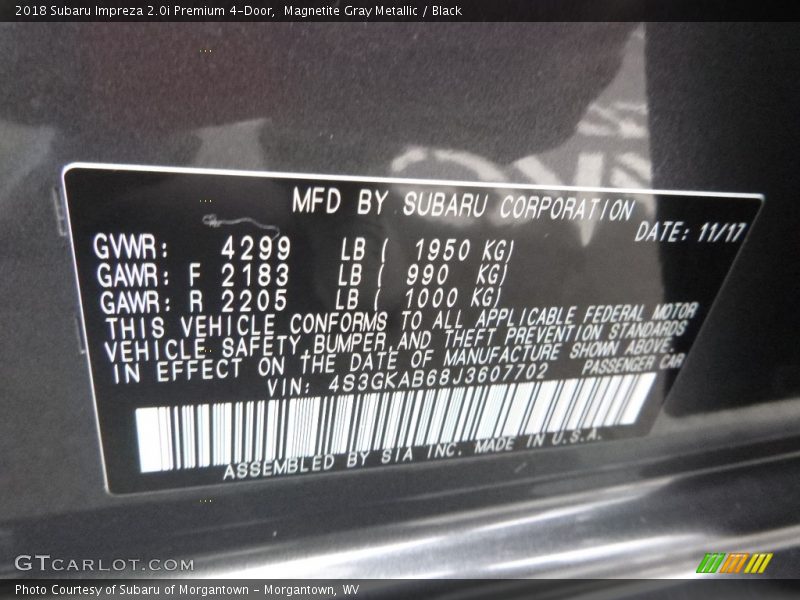 2018 Subaru Impreza 2.0i Premium 4-Door,  Magnetite Gray Metallic / Black
MFD BY SUBARU CORPORATION
DATE: 11/17
GVWR: 4299 LB ( 1950 KG)
GAWR: F 2183 LB ( 990 KG)
GAWR: R 2205 LB ( 1000 KG)
THIS VEHICLE CONFORMS TO ALL APPLICABLE FEDERAL MOTOR
VEHICLE SAFETY,BUMPER,AND THEFT PREVENTION STANDARDS
IN EFFECT ON THE DATE OF MANUFACTURE SHOWN ABOVE.
VIN: 4S3GKAB68J3607702 PASSENGER CAR
ASSEMBLED BY SIA INC. MADE IN U.S.A.
GTCARLOT.COM
Photo Courtesy of Subaru of Morgantown - Morgantown, WV